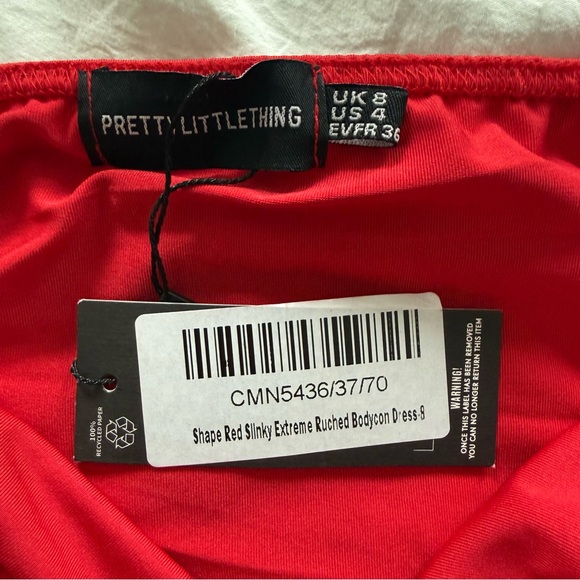 PRETTYLITTLETHING
UK 8
US 4
EVFR 36
CMN5436/37/70
Shape Red Slinky Extreme Ruched Bodycon Dress-8
100%
RECYCLED PAPER
WARNING!
ONCE THIS LABEL HAS BEEN REMOVED
YOU CAN NO LONGER RETURN THIS ITEM